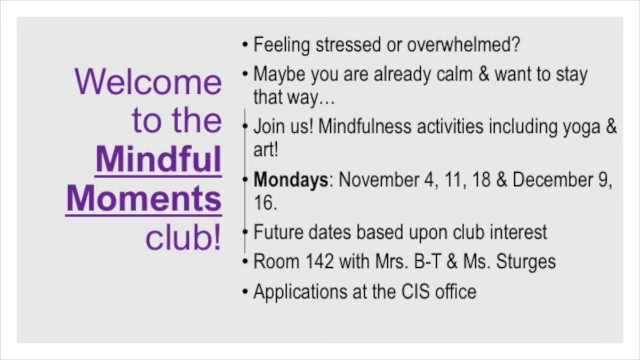 Welcome
to the
Mindful
Moments
club!
• Feeling stressed or overwhelmed?
• Maybe you are already calm & want to stay
that way…
• Join us! Mindfulness activities including yoga &
art!
• Mondays: November 4, 11, 18 & December 9,
16.
• Future dates based upon club interest
• Room 142 with Mrs. B-T & Ms. Sturges
• Applications at the CIS office